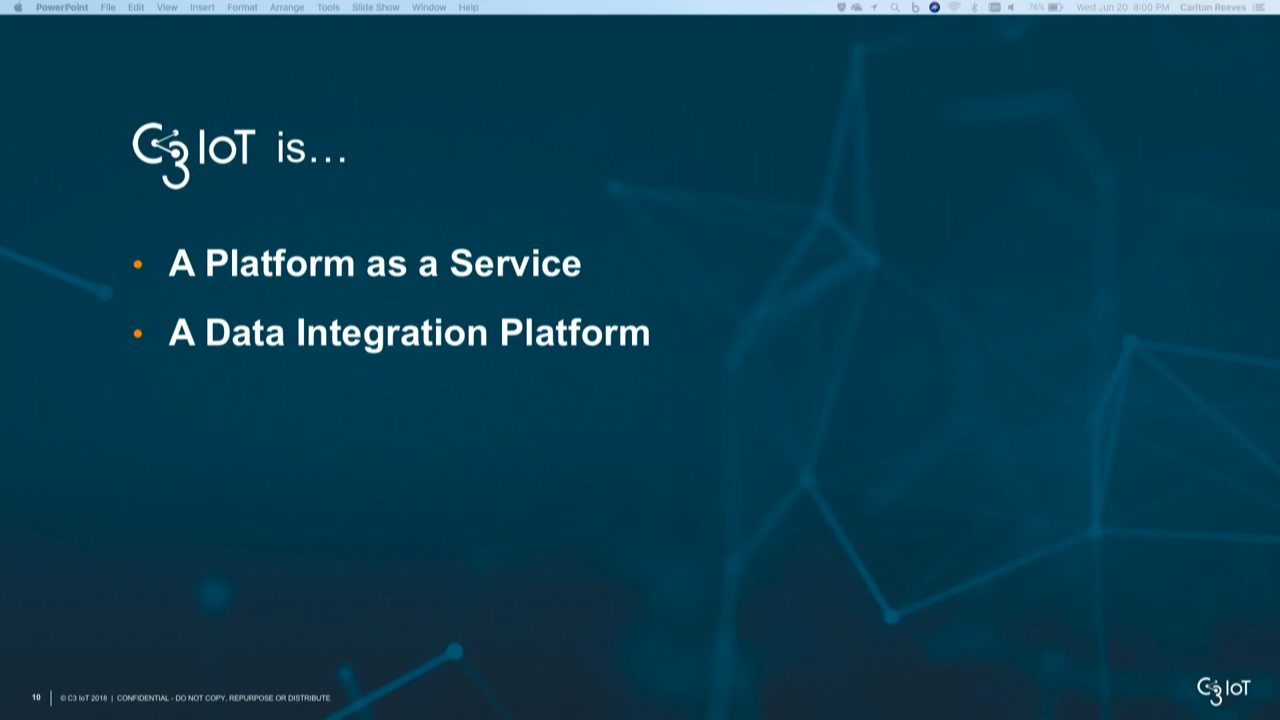 PowerPoint File Edit View Insert Format Arrange Tools Slide Show Window Help 76% Wed Jun 20 8:00 PM Carlton Reeves
C3 IoT is...
• A Platform as a Service
• A Data Integration Platform
10 © C3 IoT 2018 | CONFIDENTIAL - DO NOT COPY, REPURPOSE OR DISTRIBUTE
C3 IoT